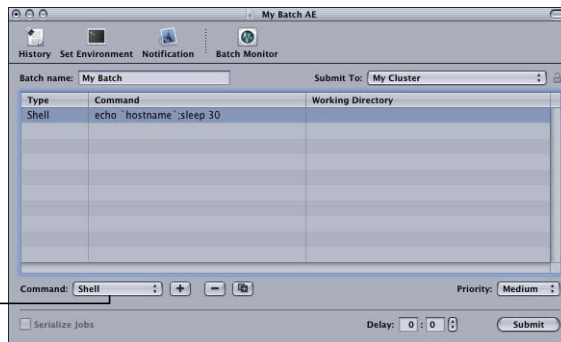 My Batch AE
History Set Environment Notification Batch Monitor
Batch name: My Batch Submit To: My Cluster
Type Command Working Directory
Shell echo `hostname`;sleep 30
Command: Shell + − Priority: Medium
Serialize Jobs Delay: 0 : 0 Submit